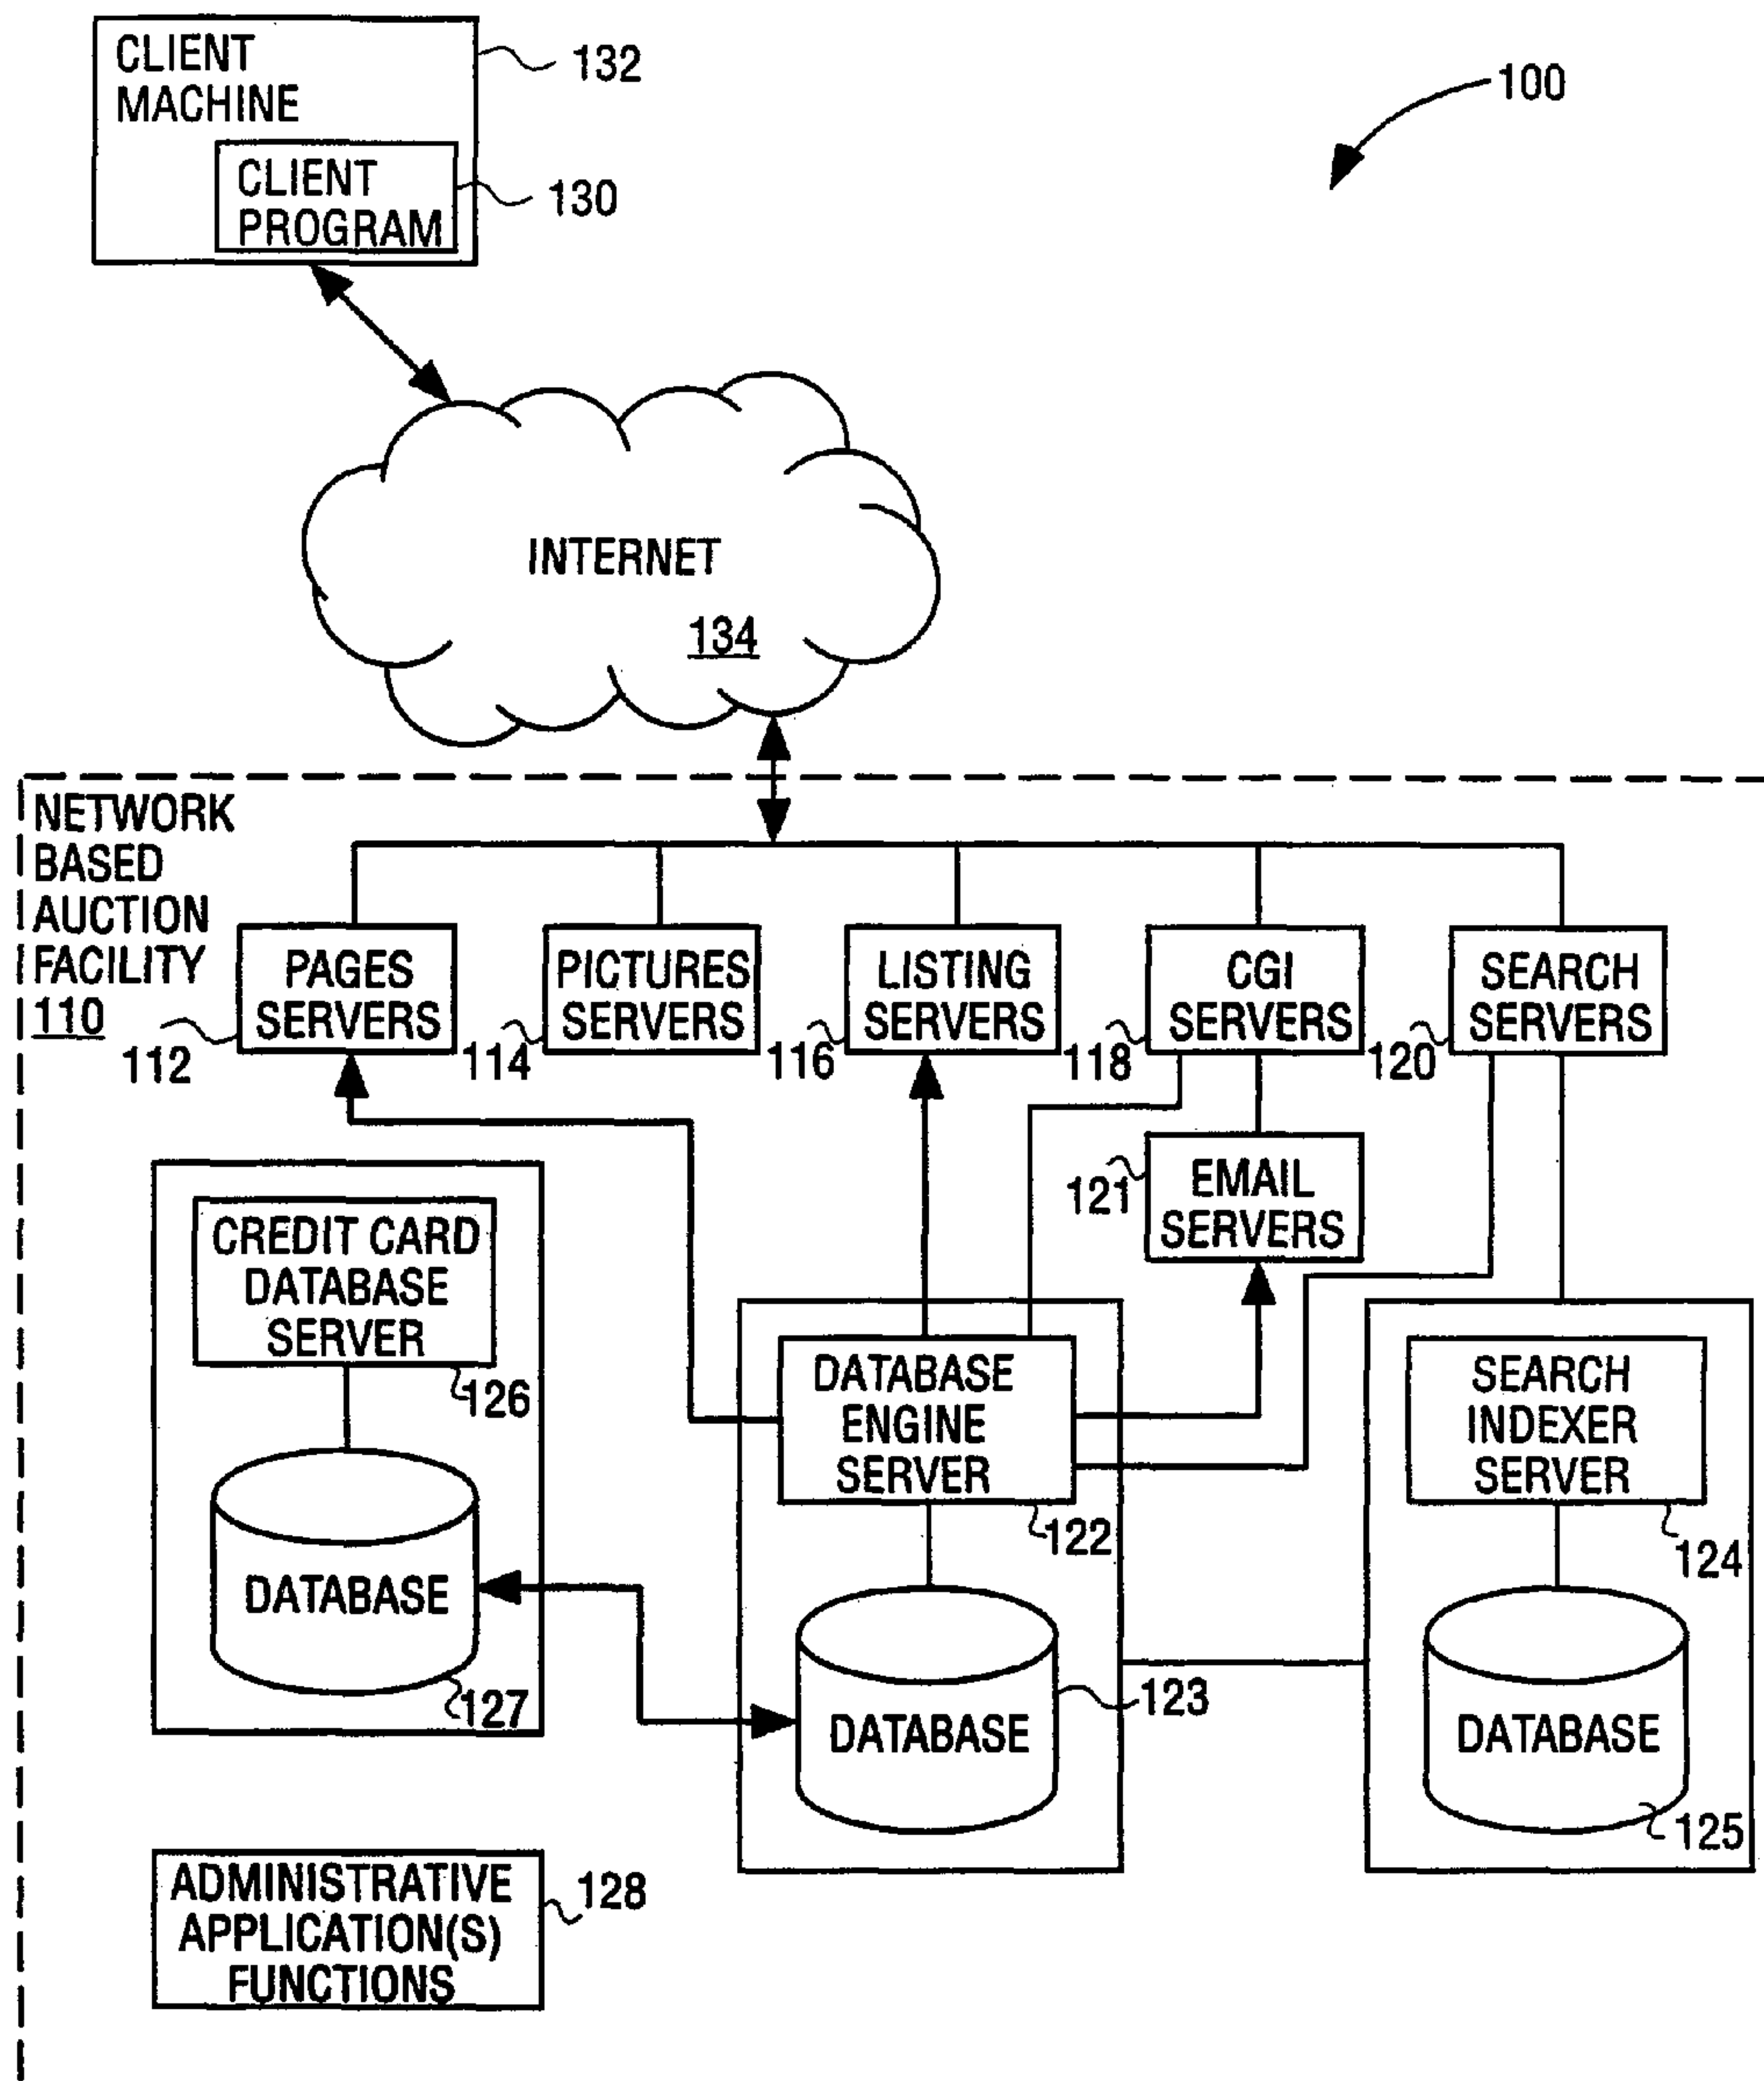 CLIENT
MACHINE
132
CLIENT
PROGRAM
130
100
INTERNET
134
NETWORK
BASED
AUCTION
FACILITY
110
PAGES
SERVERS
112
PICTURES
SERVERS
114
LISTING
SERVERS
116
CGI
SERVERS
118
SEARCH
SERVERS
120
EMAIL
SERVERS
121
CREDIT CARD
DATABASE
SERVER
126
DATABASE
127
DATABASE
ENGINE
SERVER
122
DATABASE
123
SEARCH
INDEXER
SERVER
124
DATABASE
125
ADMINISTRATIVE
APPLICATION(S)
FUNCTIONS
128